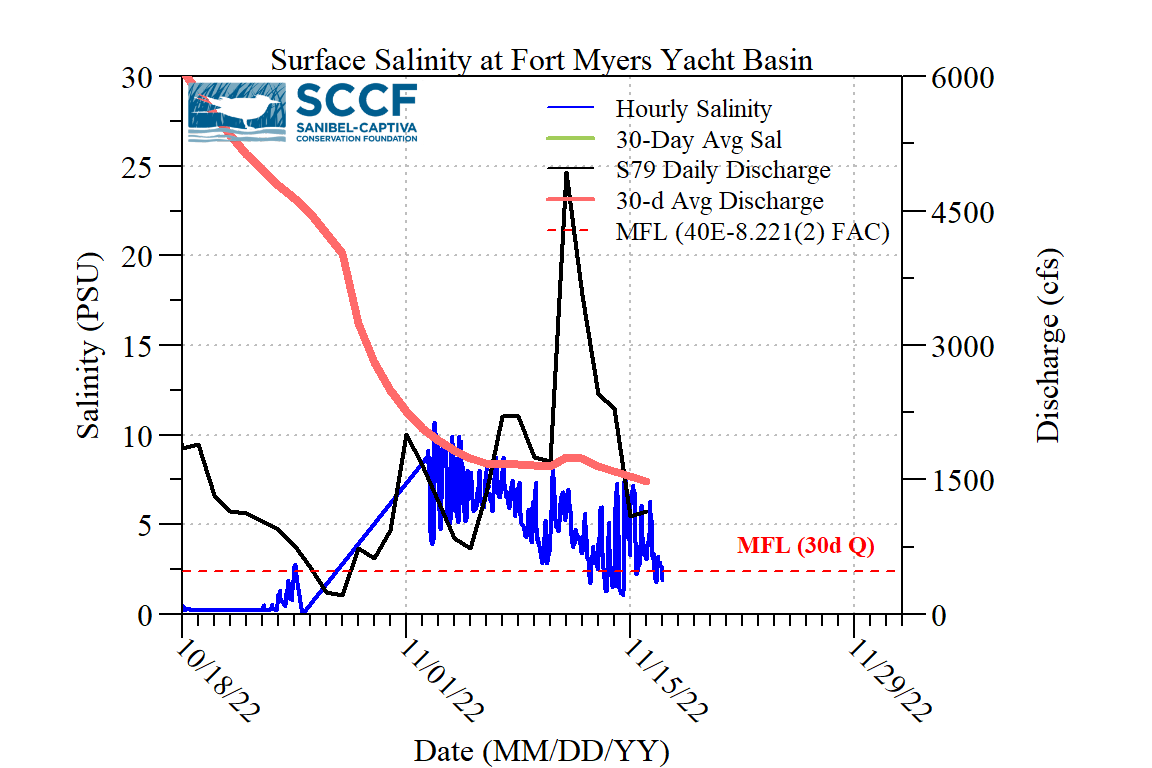 Surface Salinity at Fort Myers Yacht Basin
SCCF
SANIBEL-CAPTIVA
CONSERVATION FOUNDATION
Hourly Salinity
30-Day Avg Sal
S79 Daily Discharge
30-d Avg Discharge
MFL (40E-8.221(2) FAC)
30
25
20
15
10
5
0
Salinity (PSU)
6000
4500
3000
1500
0
Discharge (cfs)
MFL (30d Q)
10/18/22
11/01/22
11/15/22
11/29/22
Date (MM/DD/YY)